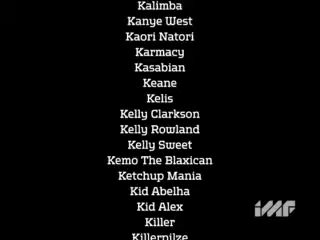 Kalimba
Kanye West
Kaori Natori
Karmacy
Kasabian
Keane
Kelis
Kelly Clarkson
Kelly Rowland
Kelly Sweet
Kemo The Blaxican
Ketchup Mania
Kid Abelha
Kid Alex
Killer
Killerpilze
imf